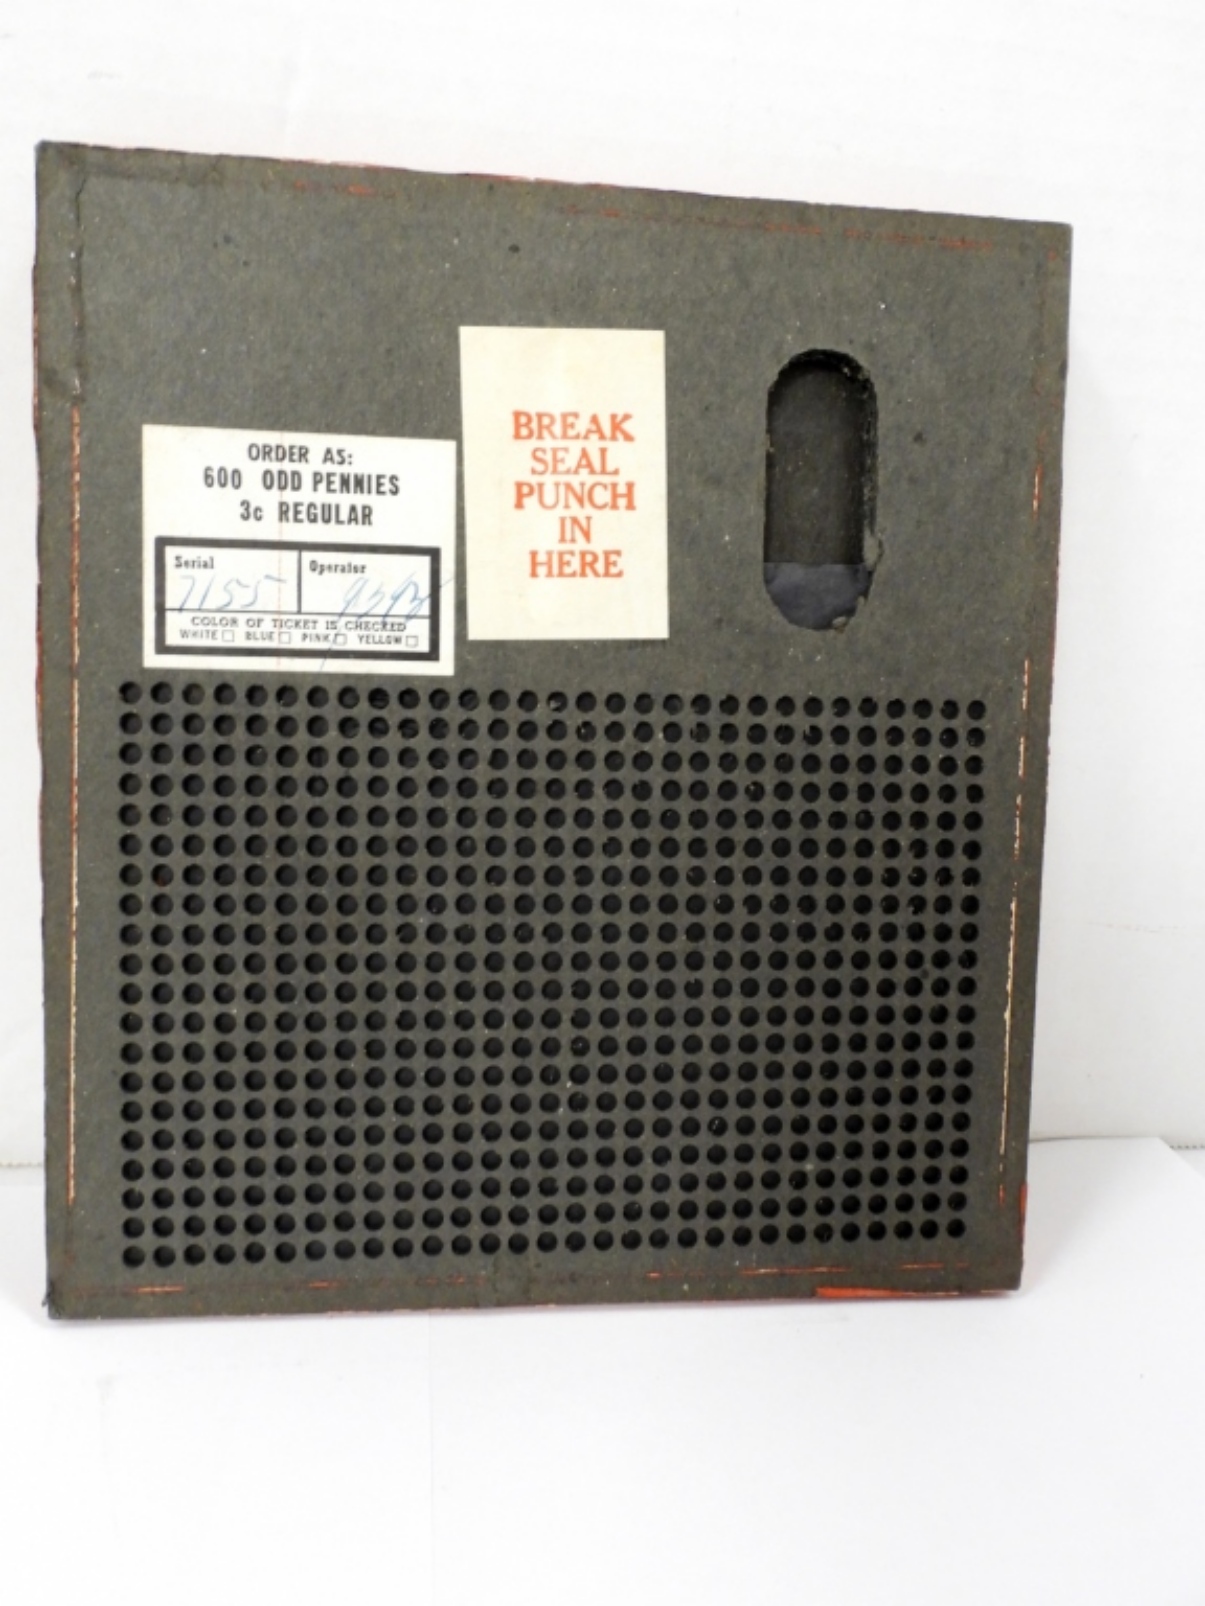 ORDER AS:
600 ODD PENNIES
3c REGULAR
Serial
7155
Operator
COLOR OF TICKET IS CHECKED
WHITE BLUE PINK YELLOW
BREAK
SEAL
PUNCH
IN
HERE